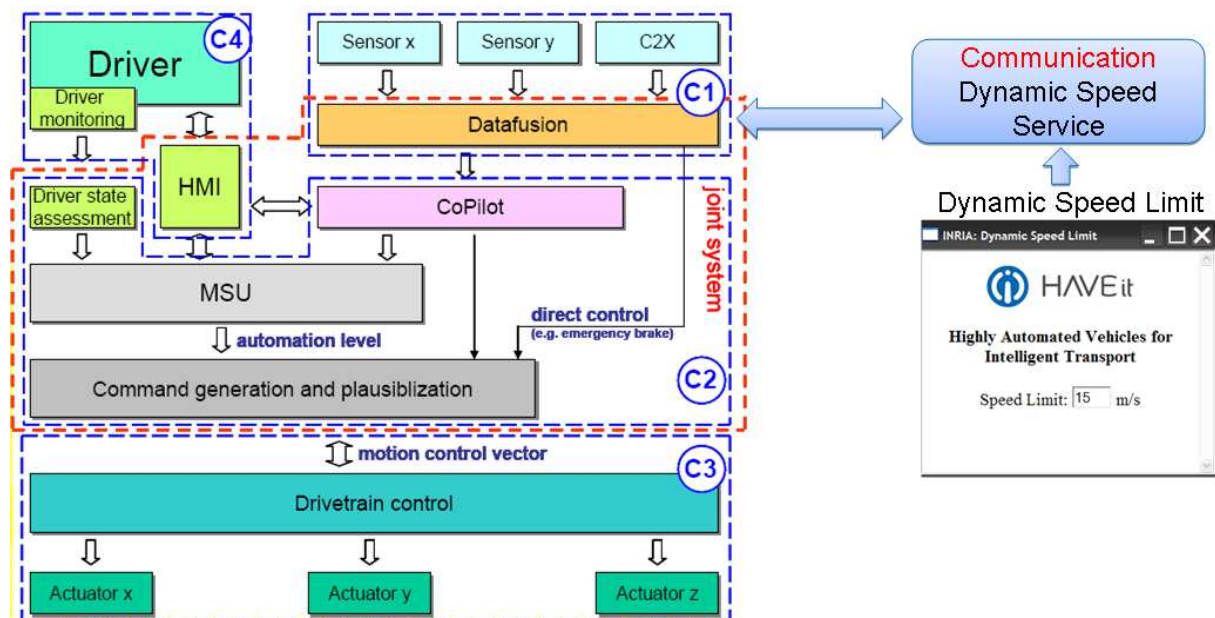 C4
Driver
Driver
monitoring
Sensor x
Sensor y
C2X
C1
Datafusion
HMI
Driver state
assessment
CoPilot
joint system
MSU
direct control
(e.g. emergency brake)
automation level
Command generation and plausiblization
C2
motion control vector
C3
Drivetrain control
Actuator x
Actuator y
Actuator z
Communication
Dynamic Speed
Service
Dynamic Speed Limit
INRIA: Dynamic Speed Limit
HAVEit
Highly Automated Vehicles for
Intelligent Transport
Speed Limit: 15 m/s